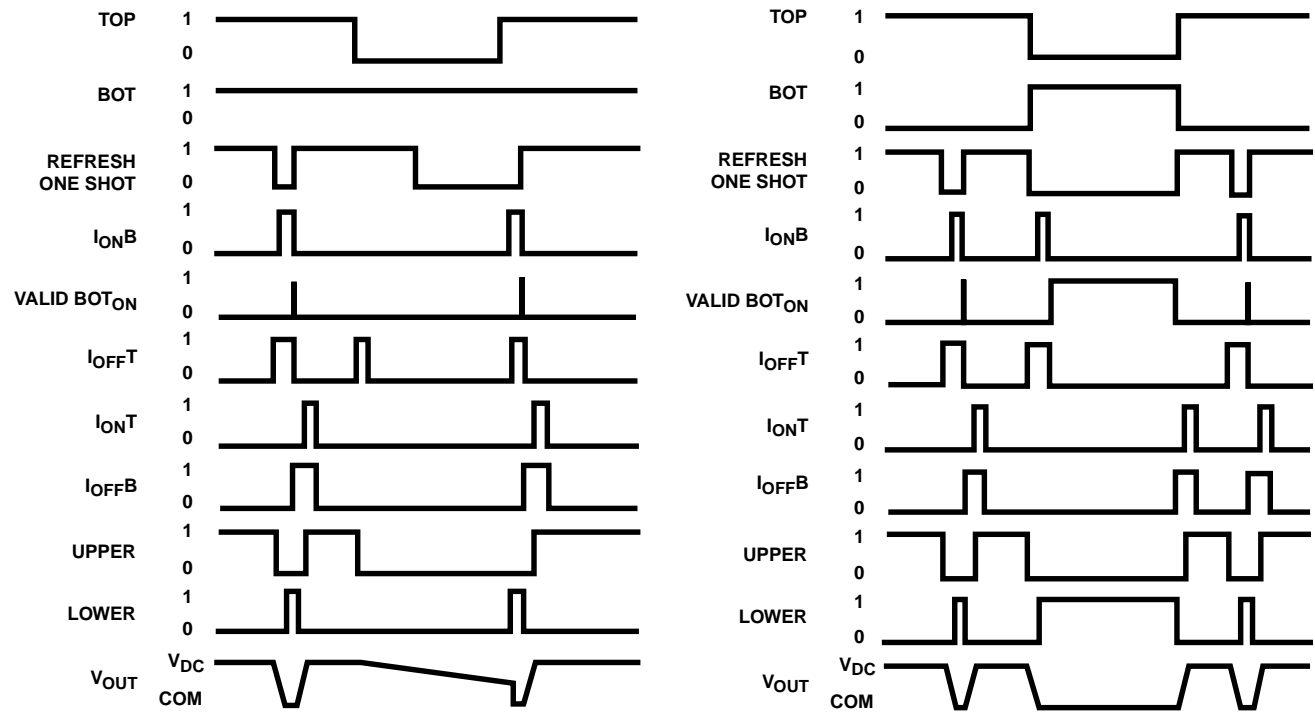 TOP
1
0
BOT
1
0
REFRESH
ONE SHOT
1
0
IONB
1
0
VALID BOTON
1
0
IOFFT
1
0
IONT
1
0
IOFFB
1
0
UPPER
1
0
LOWER
1
0
VOUT
VDC
COM
TOP
1
0
BOT
1
0
REFRESH
ONE SHOT
1
0
IONB
1
0
VALID BOTON
1
0
IOFFT
1
0
IONT
1
0
IOFFB
1
0
UPPER
1
0
LOWER
1
0
VOUT
VDC
COM